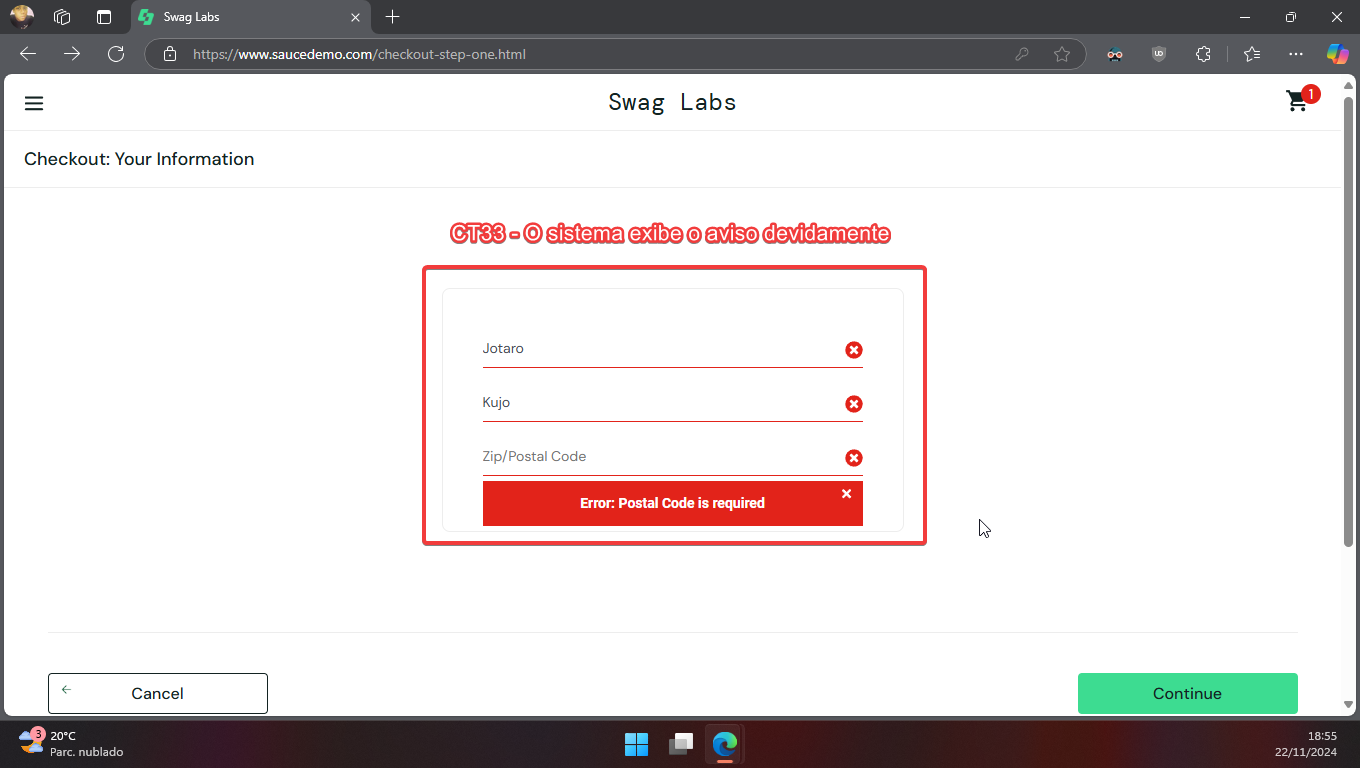 Swag Labs
https://www.saucedemo.com/checkout-step-one.html
UD
Swag Labs
1
Checkout: Your Information
CT33 - O sistema exibe o aviso devidamente
Jotaro
Kujo
Zip/Postal Code
Error: Postal Code is required
Cancel
Continue
3
20°C
Parc. nublado
18:55
22/11/2024